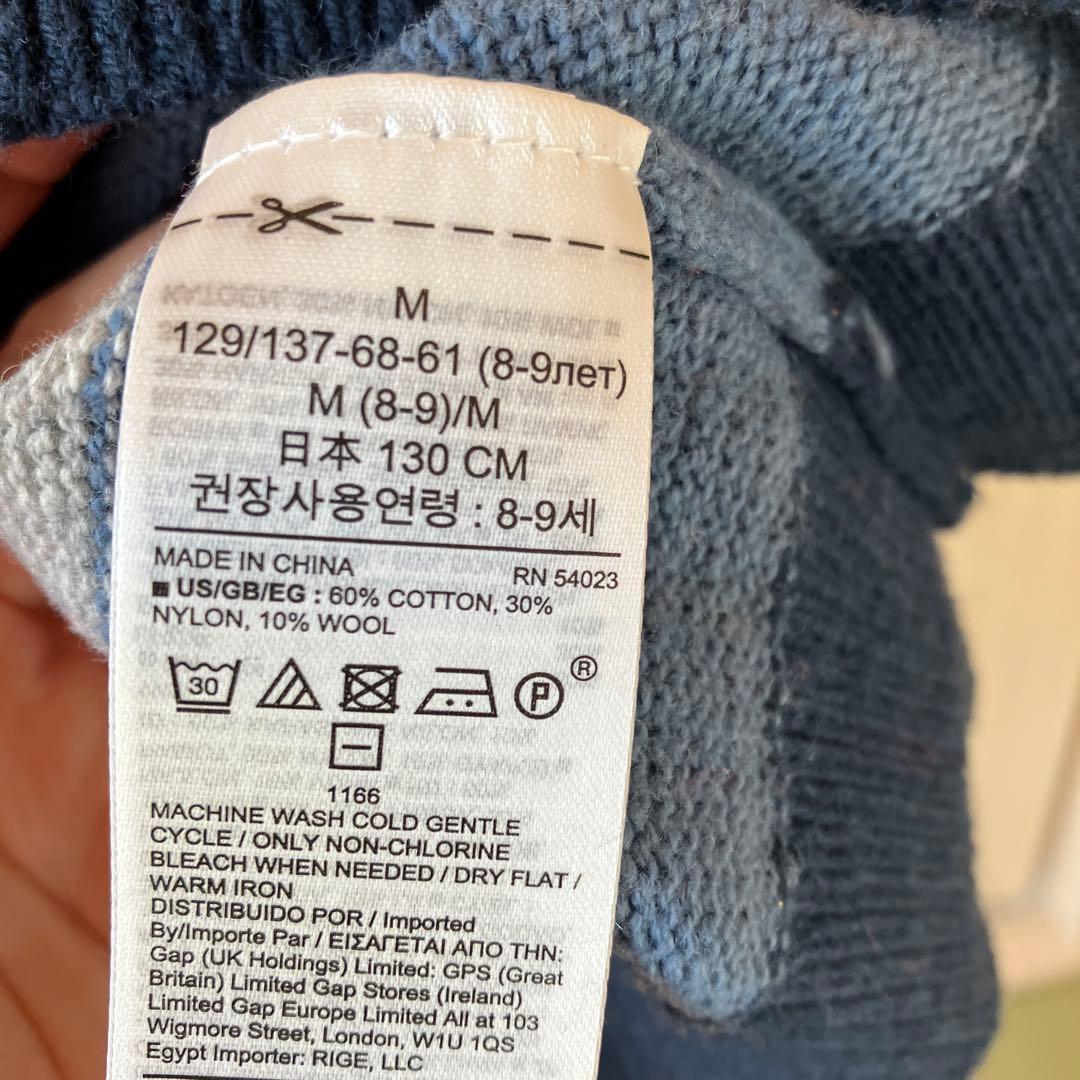 M
129/137-68-61 (8-9лет)
M (8-9)/M
日本 130 CM
권장사용연령 : 8-9세
MADE IN CHINA RN 54023
US/GB/EG : 60% COTTON, 30%
NYLON, 10% WOOL
30 P ®
1166
MACHINE WASH COLD GENTLE
CYCLE / ONLY NON-CHLORINE
BLEACH WHEN NEEDED / DRY FLAT /
WARM IRON
DISTRIBUIDO POR / Imported
By/Importe Par / ΕΙΣΑΓΕΤΑΙ ΑΠΟ ΤΗΝ:
Gap (UK Holdings) Limited: GPS (Great
Britain) Limited Gap Stores (Ireland)
Limited Gap Europe Limited All at 103
Wigmore Street, London, W1U 1QS
Egypt Importer: RIGE, LLC